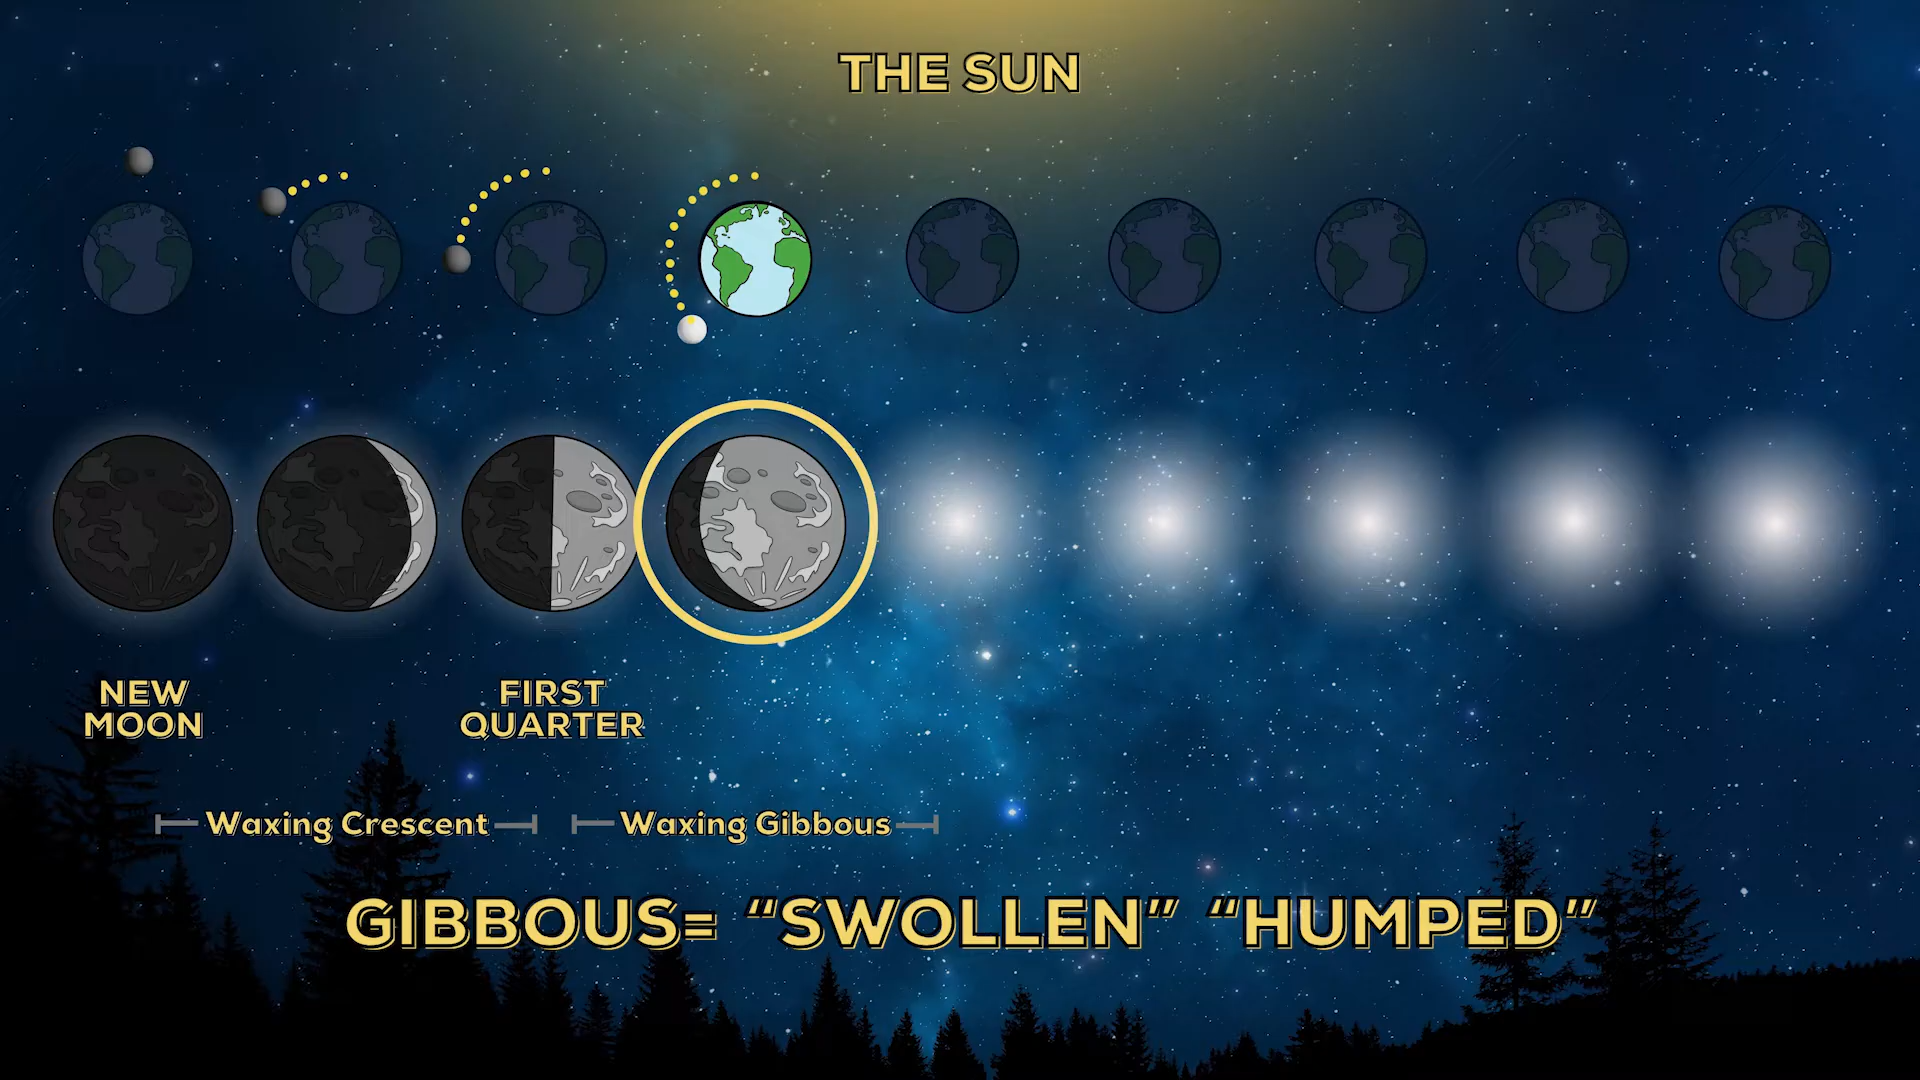 THE SUN
NEW
MOON
FIRST
QUARTER
Waxing Crescent
Waxing Gibbous
GIBBOUS= “SWOLLEN” “HUMPED”